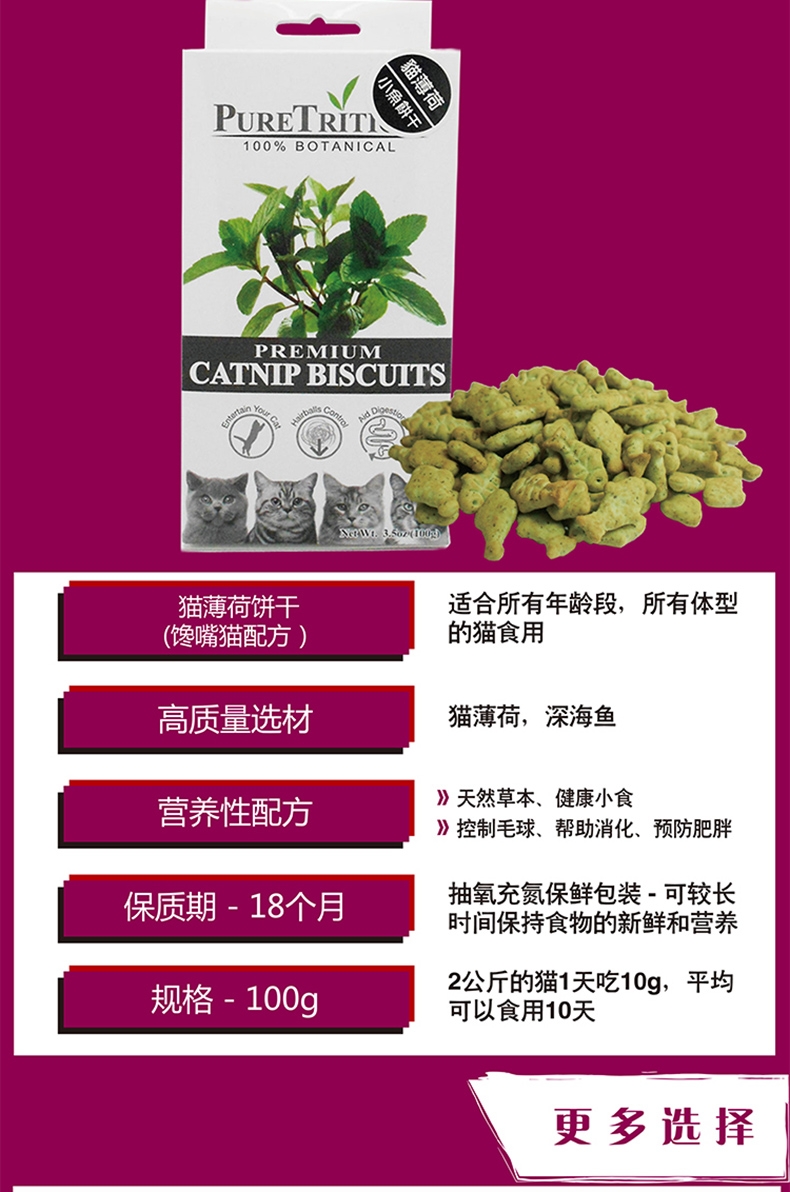 貓薄荷
小魚餅干
PURETRITI
100% BOTANICAL
PREMIUM
CATNIP BISCUITS
Entertain Your Cat
Hairballs Control
Aid Digestion
Net Wt. 3.5oz (100g)
猫薄荷饼干
(馋嘴猫配方)
适合所有年龄段，所有体型
的猫食用
高质量选材
猫薄荷，深海鱼
营养性配方
》天然草本、健康小食
》控制毛球、帮助消化、预防肥胖
保质期 - 18个月
抽氧充氮保鲜包装 - 可较长
时间保持食物的新鲜和营养
规格 - 100g
2公斤的猫1天吃10g，平均
可以食用10天
更多选择